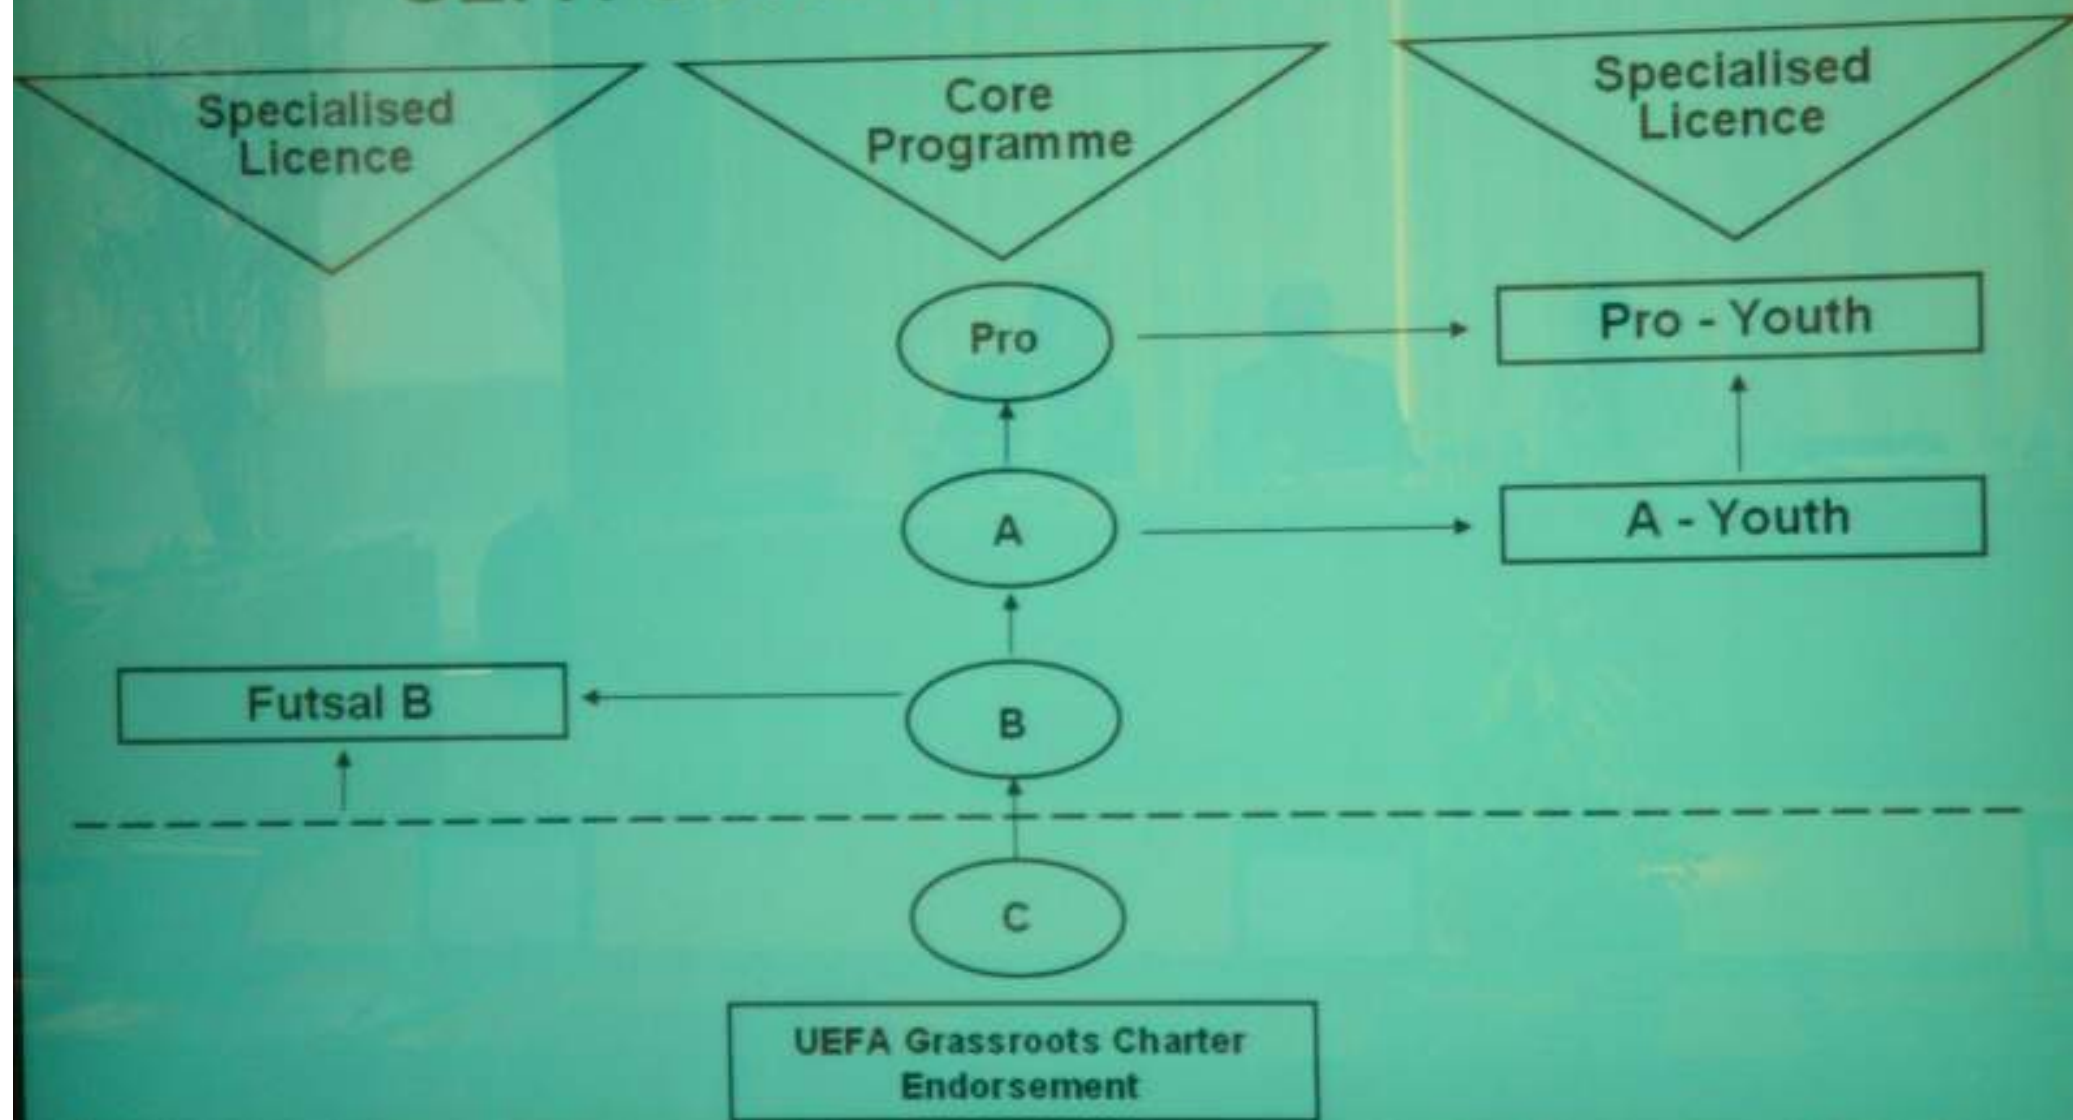 Specialised
Licence
Core
Programme
Specialised
Licence
Pro
Pro - Youth
A
A - Youth
Futsal B
B
C
UEFA Grassroots Charter
Endorsement